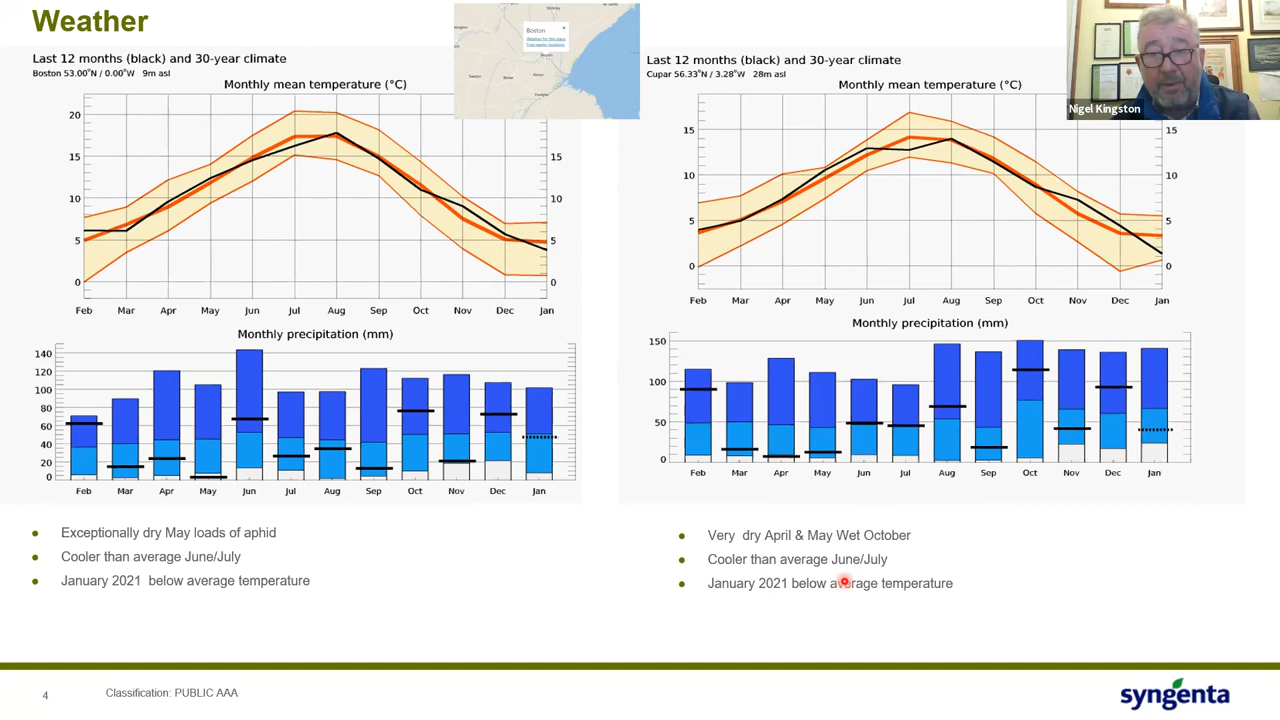 Weather
Boston
Weather for this place
Find nearby locations
Nigel Kingston
Last 12 months (black) and 30-year climate
Boston 53.00°N / 0.00°W 9m asl
Monthly mean temperature (°C)
20
15
10
5
0
15
10
5
0
Feb Mar Apr May Jun Jul Aug Sep Oct Nov Dec Jan
Monthly precipitation (mm)
140
120
100
80
60
40
20
0
Feb Mar Apr May Jun Jul Aug Sep Oct Nov Dec Jan
Exceptionally dry May loads of aphid
Cooler than average June/July
January 2021 below average temperature
Last 12 months (black) and 30-year climate
Cupar 56.33°N / 3.28°W 28m asl
Monthly mean temperature (°C)
15
10
5
0
15
10
5
0
Feb Mar Apr May Jun Jul Aug Sep Oct Nov Dec Jan
Monthly precipitation (mm)
150
100
50
0
Feb Mar Apr May Jun Jul Aug Sep Oct Nov Dec Jan
Very dry April & May Wet October
Cooler than average June/July
January 2021 below average temperature
4
Classification: PUBLIC AAA
syngenta